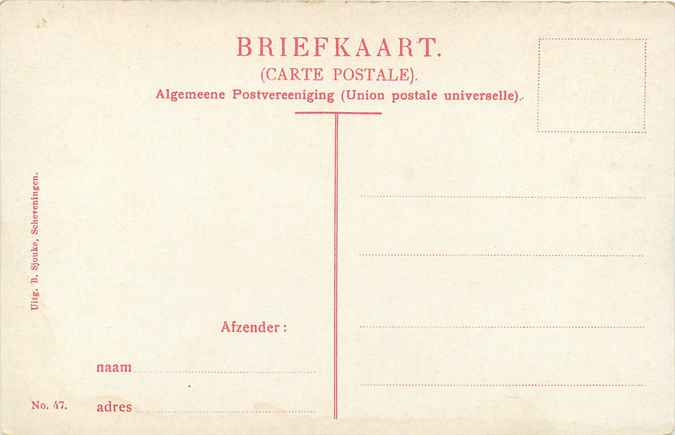 BRIEFKAART.
(CARTE POSTALE).
Algemeene Postvereeniging (Union postale universelle).
Uitg. B. Sjouke, Scheveningen.
Afzender:
naam
adres
No. 47.